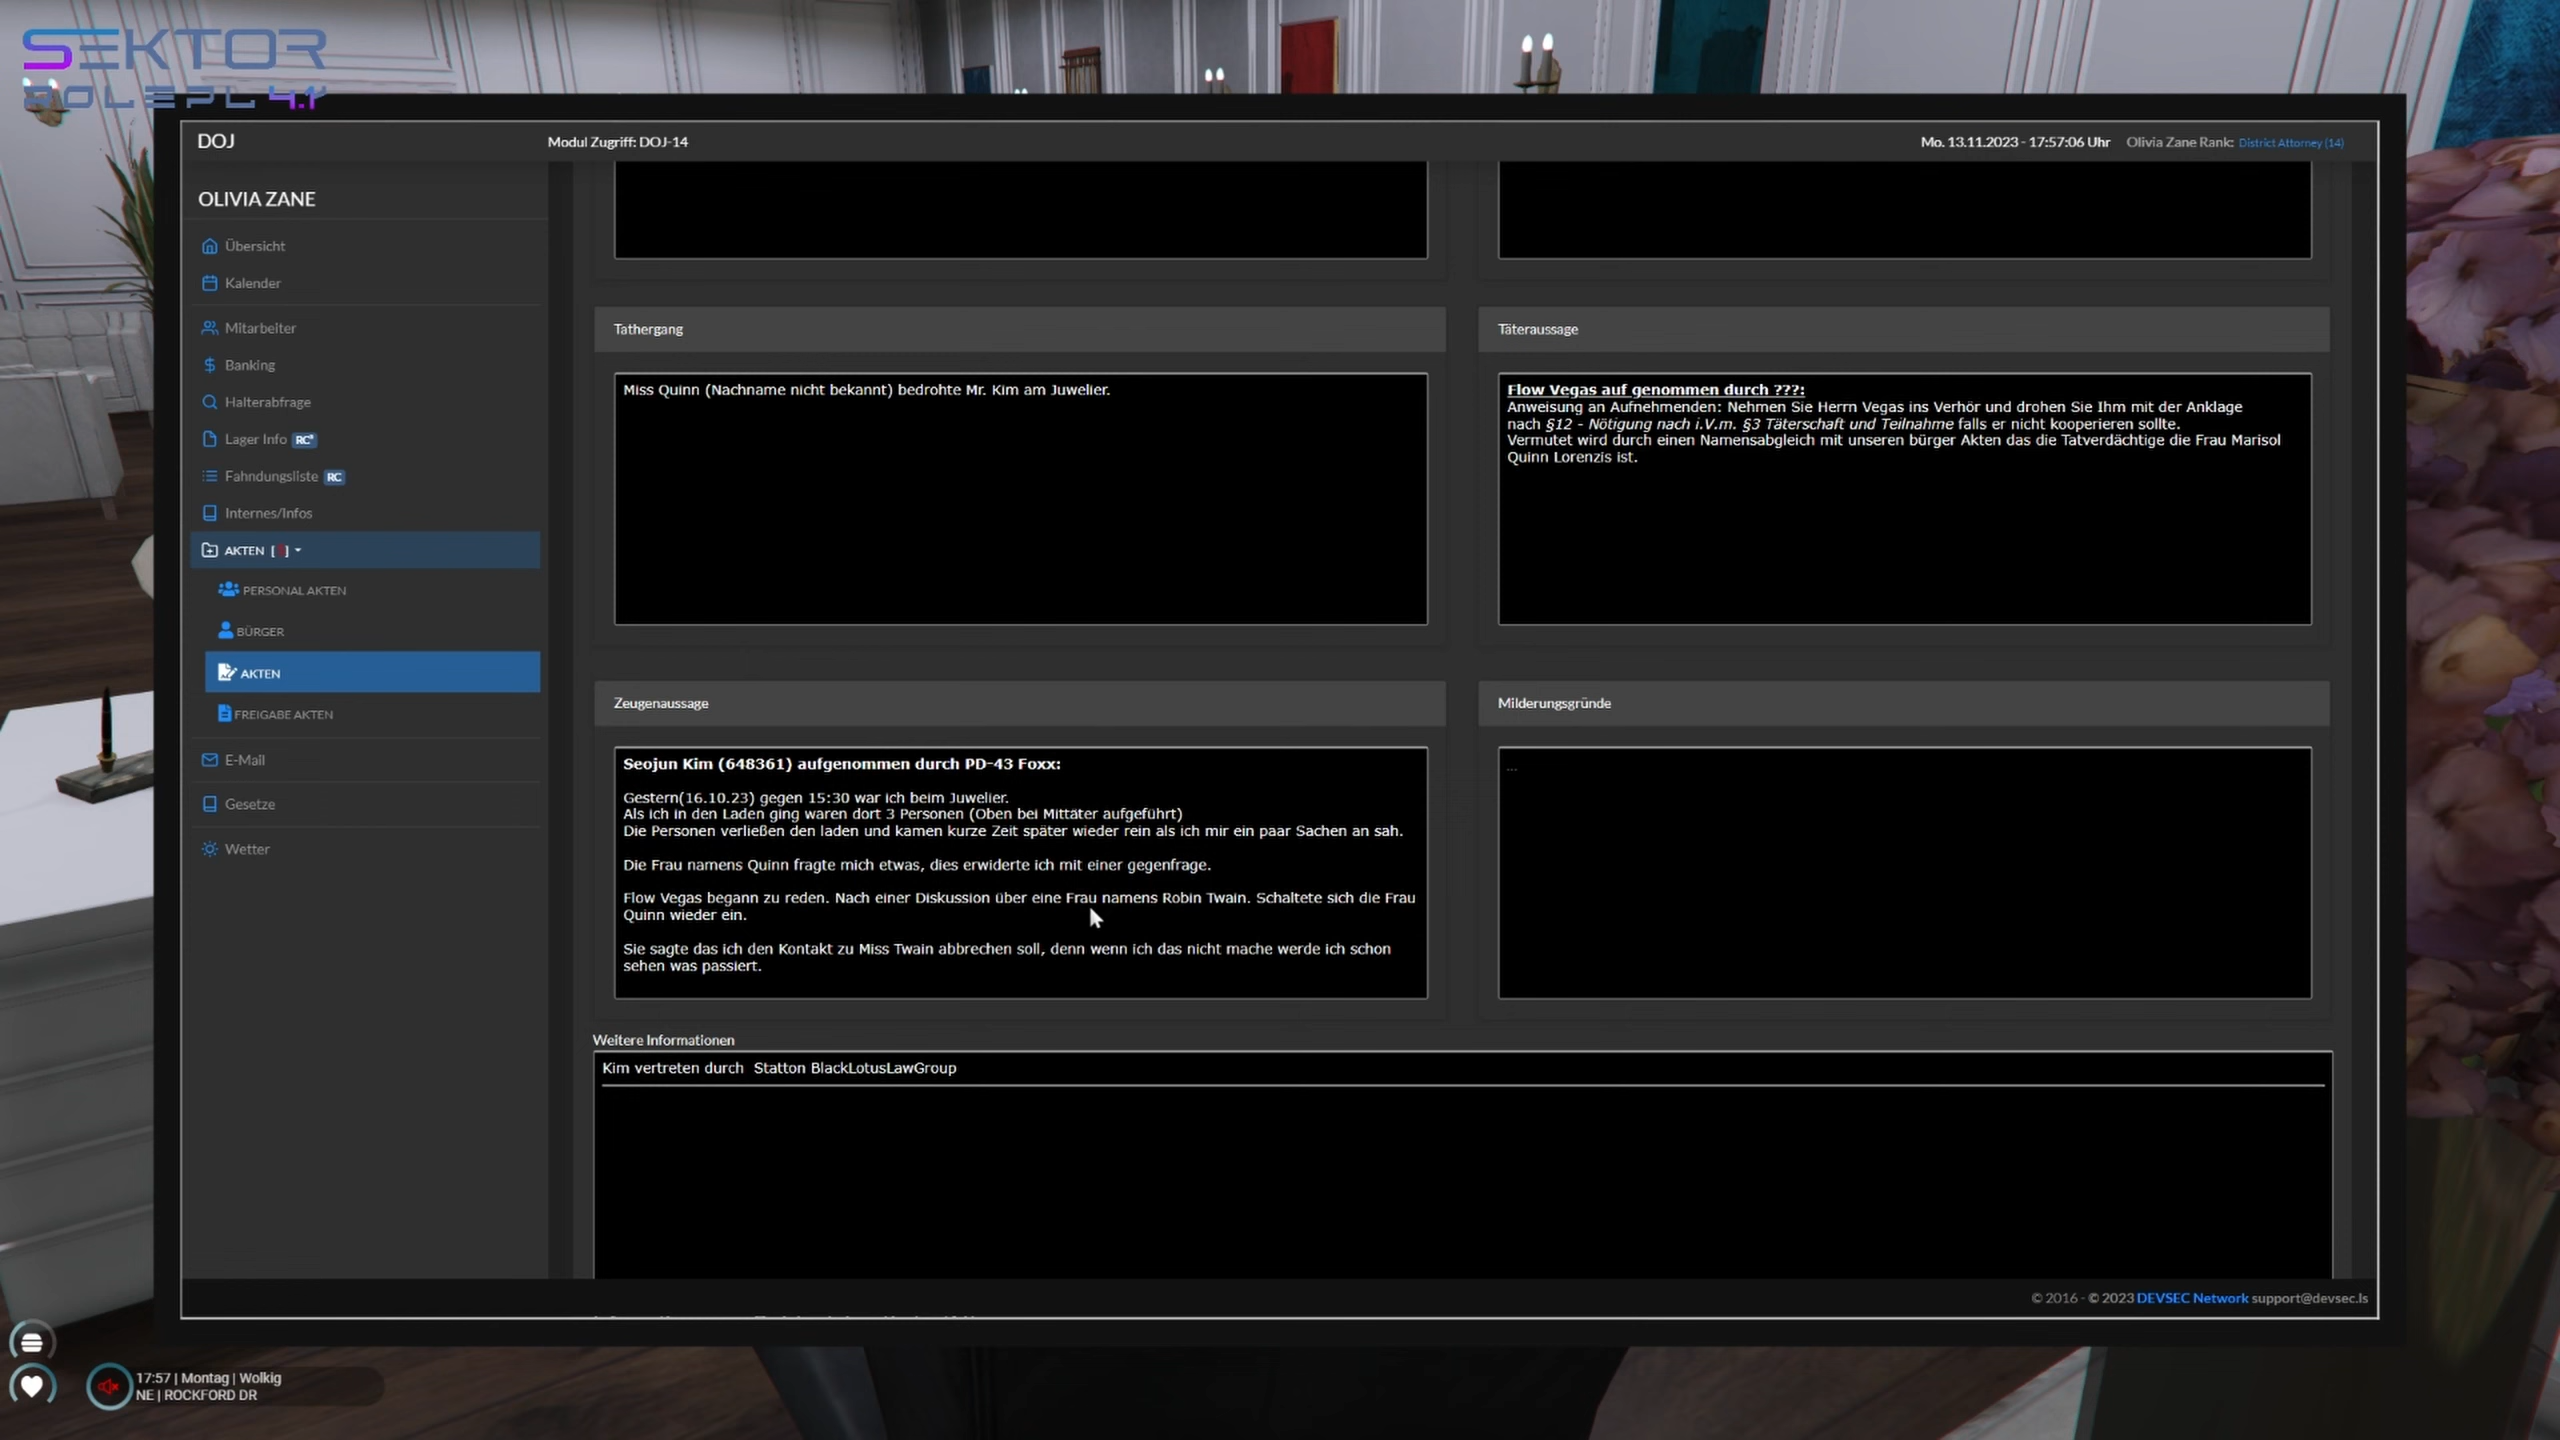 SEKTOR
ROLEPL4.Y
DOJ
Modul Zugriff: DOJ-14
Mo. 13.11.2023 - 17:57:06 Uhr
Olivia Zane Rank: District Attorney (14)
OLIVIA ZANE
Übersicht
Kalender
Mitarbeiter
Banking
Halterabfrage
Lager Info RC°
Fahndungsliste RC
Internes/Infos
AKTEN [ ]
PERSONAL AKTEN
BÜRGER
AKTEN
FREIGABE AKTEN
E-Mail
Gesetze
Wetter
Tathergang
Miss Quinn (Nachname nicht bekannt) bedrohte Mr. Kim am Juwelier.
Täteraussage
Flow Vegas auf genommen durch ???:
Anweisung an Aufnehmenden: Nehmen Sie Herrn Vegas ins Verhör und drohen Sie Ihm mit der Anklage
nach §12 - Nötigung nach i.V.m. §3 Täterschaft und Teilnahme falls er nicht kooperieren sollte.
Vermutet wird durch einen Namensabgleich mit unseren bürger Akten das die Tatverdächtige die Frau Marisol
Quinn Lorenzis ist.
Zeugenaussage
Seojun Kim (648361) aufgenommen durch PD-43 Foxx:
Gestern(16.10.23) gegen 15:30 war ich beim Juwelier.
Als ich in den Laden ging waren dort 3 Personen (Oben bei Mittäter aufgeführt)
Die Personen verließen den laden und kamen kurze Zeit später wieder rein als ich mir ein paar Sachen an sah.
Die Frau namens Quinn fragte mich etwas, dies erwiderte ich mit einer gegenfrage.
Flow Vegas begann zu reden. Nach einer Diskussion über eine Frau namens Robin Twain. Schaltete sich die Frau
Quinn wieder ein.
Sie sagte das ich den Kontakt zu Miss Twain abbrechen soll, denn wenn ich das nicht mache werde ich schon
sehen was passiert.
Milderungsgründe
...
Weitere Informationen
Kim vertreten durch Statton BlackLotusLawGroup
© 2016 - © 2023 DEVSEC Network support@devsec.ls
17:57 | Montag | Wolkig
NE | ROCKFORD DR